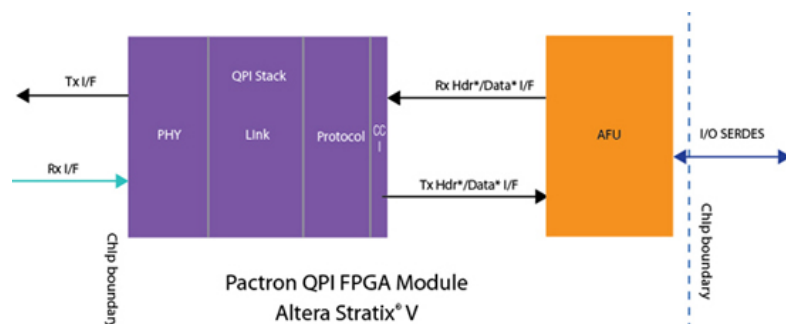 Tx I/F
QPI Stack
Rx Hdr*/Data* I/F
PHY
Link
Protocol
CC
I
AFU
I/O SERDES
Rx I/F
Tx Hdr*/Data* I/F
Chip boundary
Chip boundary
Pactron QPI FPGA Module
Altera Stratix® V